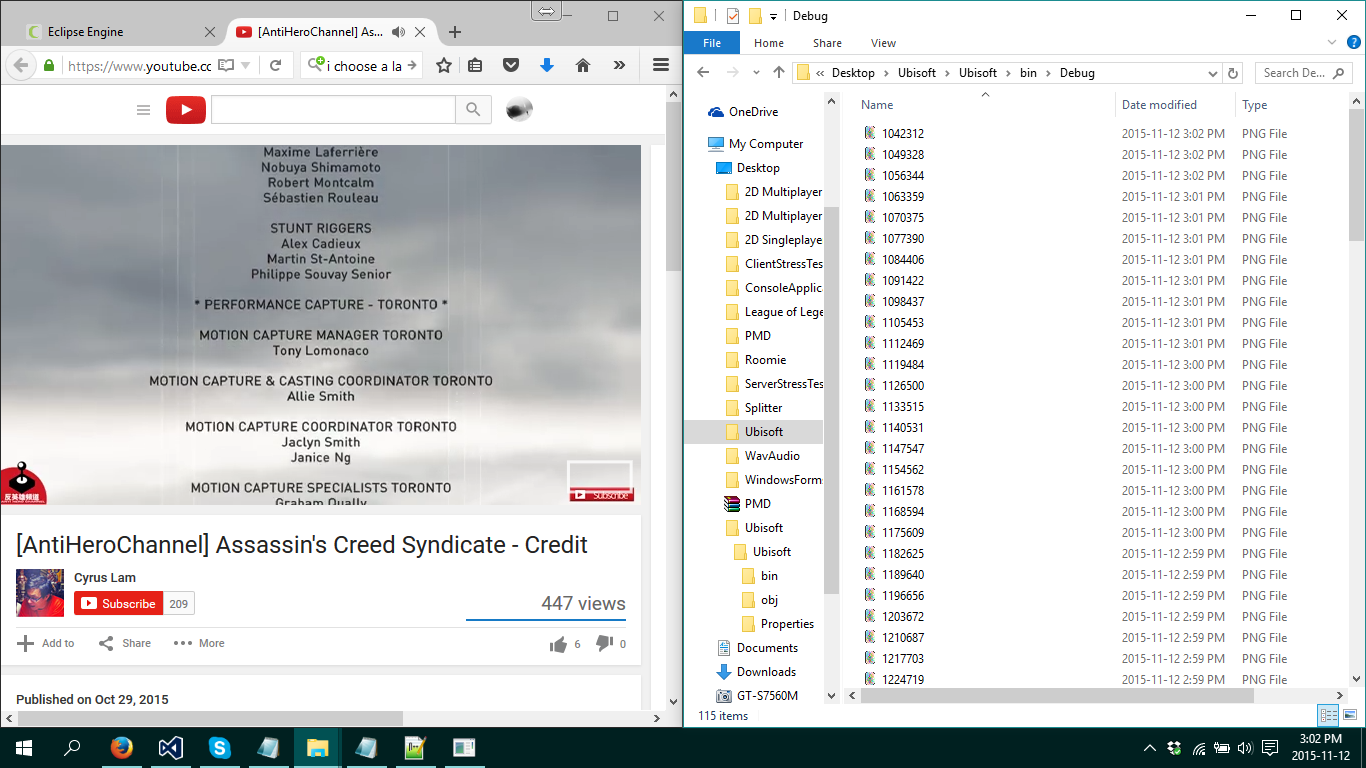 Eclipse Engine
[AntiHeroChannel] As...
https://www.youtube.cc
i choose a la
Maxime Laferrière
Nobuya Shimamoto
Robert Montcalm
Sébastien Rouleau
STUNT RIGGERS
Alex Cadieux
Martin St-Antoine
Philippe Souvay Senior
* PERFORMANCE CAPTURE - TORONTO *
MOTION CAPTURE MANAGER TORONTO
Tony Lomonaco
MOTION CAPTURE & CASTING COORDINATOR TORONTO
Allie Smith
MOTION CAPTURE COORDINATOR TORONTO
Jaclyn Smith
Janice Ng
MOTION CAPTURE SPECIALISTS TORONTO
Graham Qually
反英雄頻道
Subscribe
[AntiHeroChannel] Assassin's Creed Syndicate - Credit
Cyrus Lam
Subscribe 209
447 views
Add to Share More 6 0
Published on Oct 29, 2015
Debug
File Home Share View
« Desktop › Ubisoft › Ubisoft › bin › Debug
Search De...
OneDrive
My Computer
Desktop
2D Multiplayer
2D Multiplayer
2D Singleplaye
ClientStressTes
ConsoleApplic
League of Lege
PMD
Roomie
ServerStressTes
Splitter
Ubisoft
WavAudio
WindowsForm
PMD
Ubisoft
Ubisoft
bin
obj
Properties
Documents
Downloads
GT-S7560M
Name Date modified Type
1042312 2015-11-12 3:02 PM PNG File
1049328 2015-11-12 3:02 PM PNG File
1056344 2015-11-12 3:02 PM PNG File
1063359 2015-11-12 3:01 PM PNG File
1070375 2015-11-12 3:01 PM PNG File
1077390 2015-11-12 3:01 PM PNG File
1084406 2015-11-12 3:01 PM PNG File
1091422 2015-11-12 3:01 PM PNG File
1098437 2015-11-12 3:01 PM PNG File
1105453 2015-11-12 3:01 PM PNG File
1112469 2015-11-12 3:01 PM PNG File
1119484 2015-11-12 3:00 PM PNG File
1126500 2015-11-12 3:00 PM PNG File
1133515 2015-11-12 3:00 PM PNG File
1140531 2015-11-12 3:00 PM PNG File
1147547 2015-11-12 3:00 PM PNG File
1154562 2015-11-12 3:00 PM PNG File
1161578 2015-11-12 3:00 PM PNG File
1168594 2015-11-12 3:00 PM PNG File
1175609 2015-11-12 3:00 PM PNG File
1182625 2015-11-12 2:59 PM PNG File
1189640 2015-11-12 2:59 PM PNG File
1196656 2015-11-12 2:59 PM PNG File
1203672 2015-11-12 2:59 PM PNG File
1210687 2015-11-12 2:59 PM PNG File
1217703 2015-11-12 2:59 PM PNG File
1224719 2015-11-12 2:59 PM PNG File
115 items
3:02 PM
2015-11-12